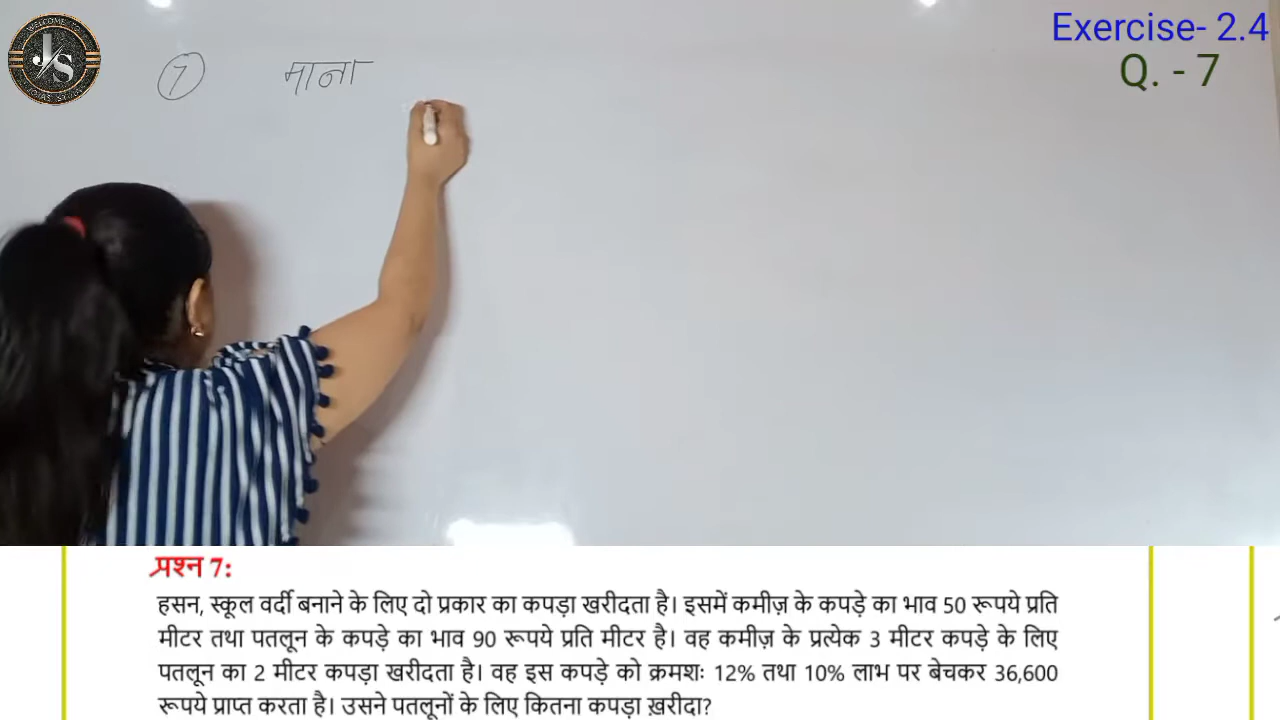 WELCOME TO
J/S
Exercise- 2.4
Q. - 7
7 माना
प्रश्न 7:
हसन, स्कूल वर्दी बनाने के लिए दो प्रकार का कपड़ा खरीदता है। इसमें कमीज़ के कपड़े का भाव 50 रूपये प्रति
मीटर तथा पतलून के कपड़े का भाव 90 रूपये प्रति मीटर है। वह कमीज़ के प्रत्येक 3 मीटर कपड़े के लिए
पतलून का 2 मीटर कपड़ा खरीदता है। वह इस कपड़े को क्रमशः 12% तथा 10% लाभ पर बेचकर 36,600
रूपये प्राप्त करता है। उसने पतलूनों के लिए कितना कपड़ा ख़रीदा?